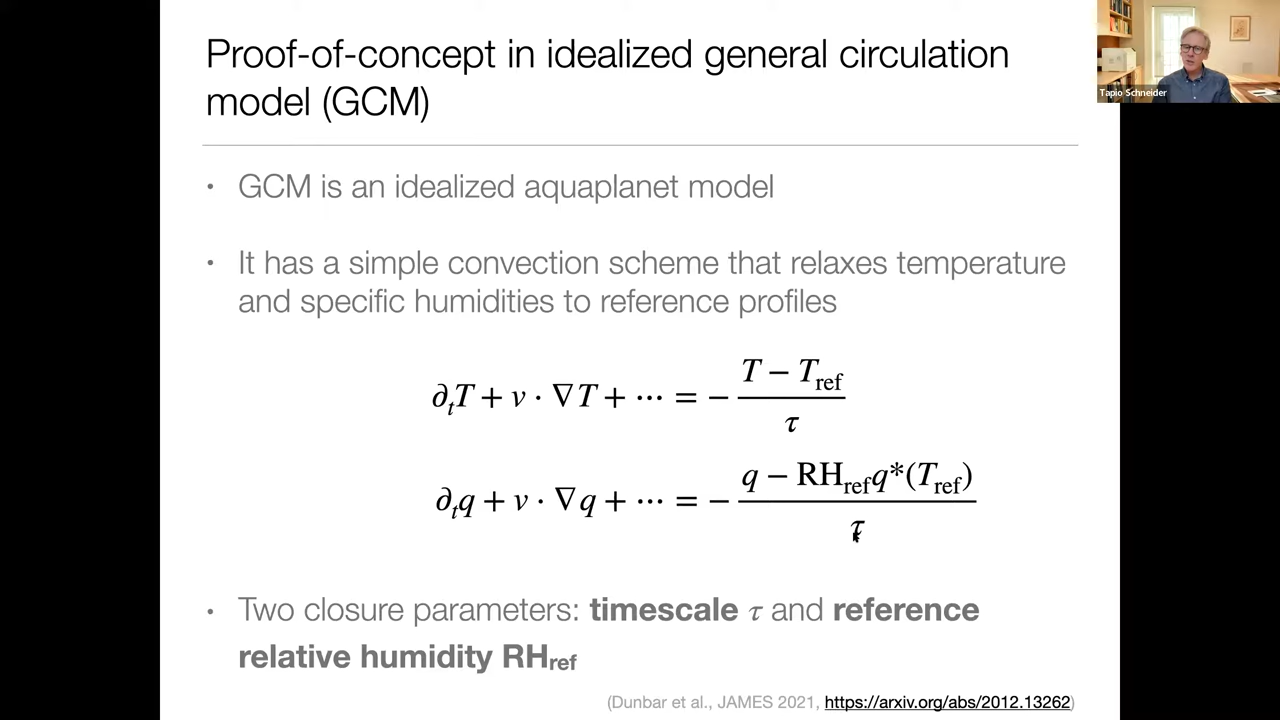 Proof-of-concept in idealized general circulation
model (GCM)
Tapio Schneider
• GCM is an idealized aquaplanet model
• It has a simple convection scheme that relaxes temperature
and specific humidities to reference profiles
∂ₜT + v · ∇T + ⋯ = − (T − T_ref) / τ
∂ₜq + v · ∇q + ⋯ = − (q − RH_ref q*(T_ref)) / τ
• Two closure parameters: timescale τ and reference
relative humidity RHref
(Dunbar et al., JAMES 2021, https://arxiv.org/abs/2012.13262)